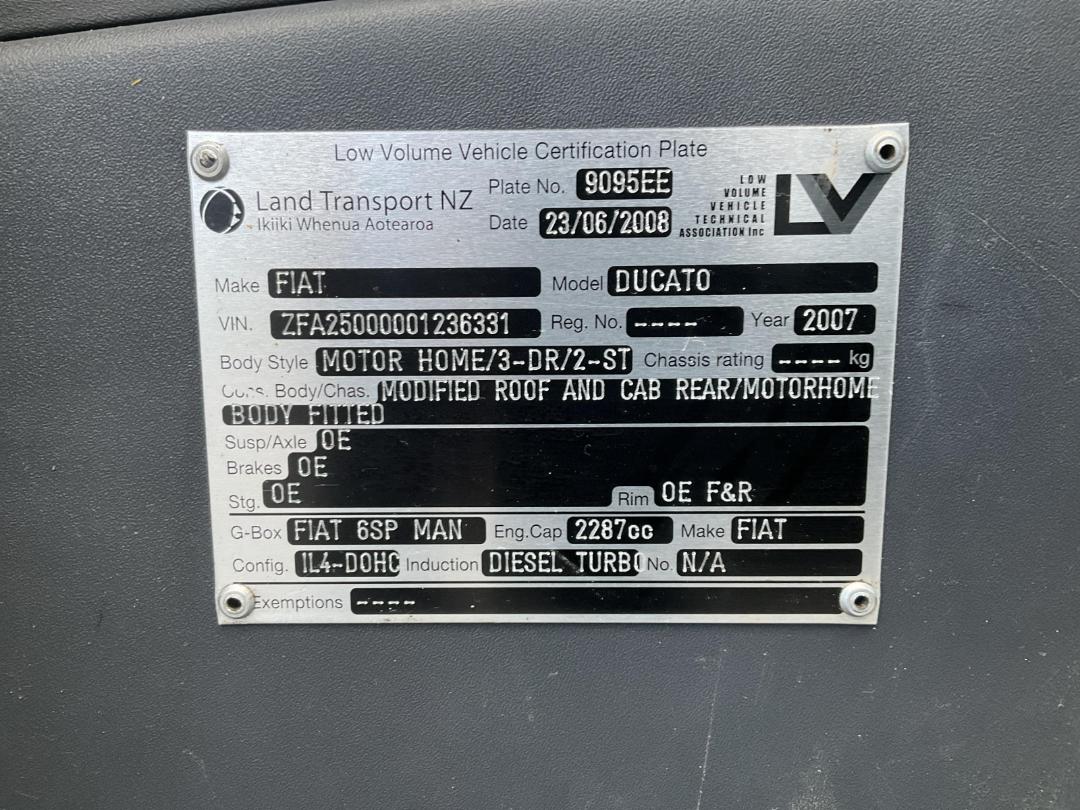 Low Volume Vehicle Certification Plate
Land Transport NZ
Ikiiki Whenua Aotearoa
Plate No. 9095EE
Date 23/06/2008
LOW
VOLUME
VEHICLE
TECHNICAL
ASSOCIATION Inc
LV
Make FIAT Model DUCATO
VIN. ZFA25000001236331 Reg. No. ---- Year 2007
Body Style MOTOR HOME/3-DR/2-ST Chassis rating ---- kg
Cons. Body/Chas. MODIFIED ROOF AND CAB REAR/MOTORHOME
BODY FITTED
Susp/Axle OE
Brakes OE
Stg. OE Rim OE F&R
G-Box FIAT 6SP MAN Eng.Cap 2287cc Make FIAT
Config. IL4-DOHC Induction DIESEL TURBO No. N/A
Exemptions ----